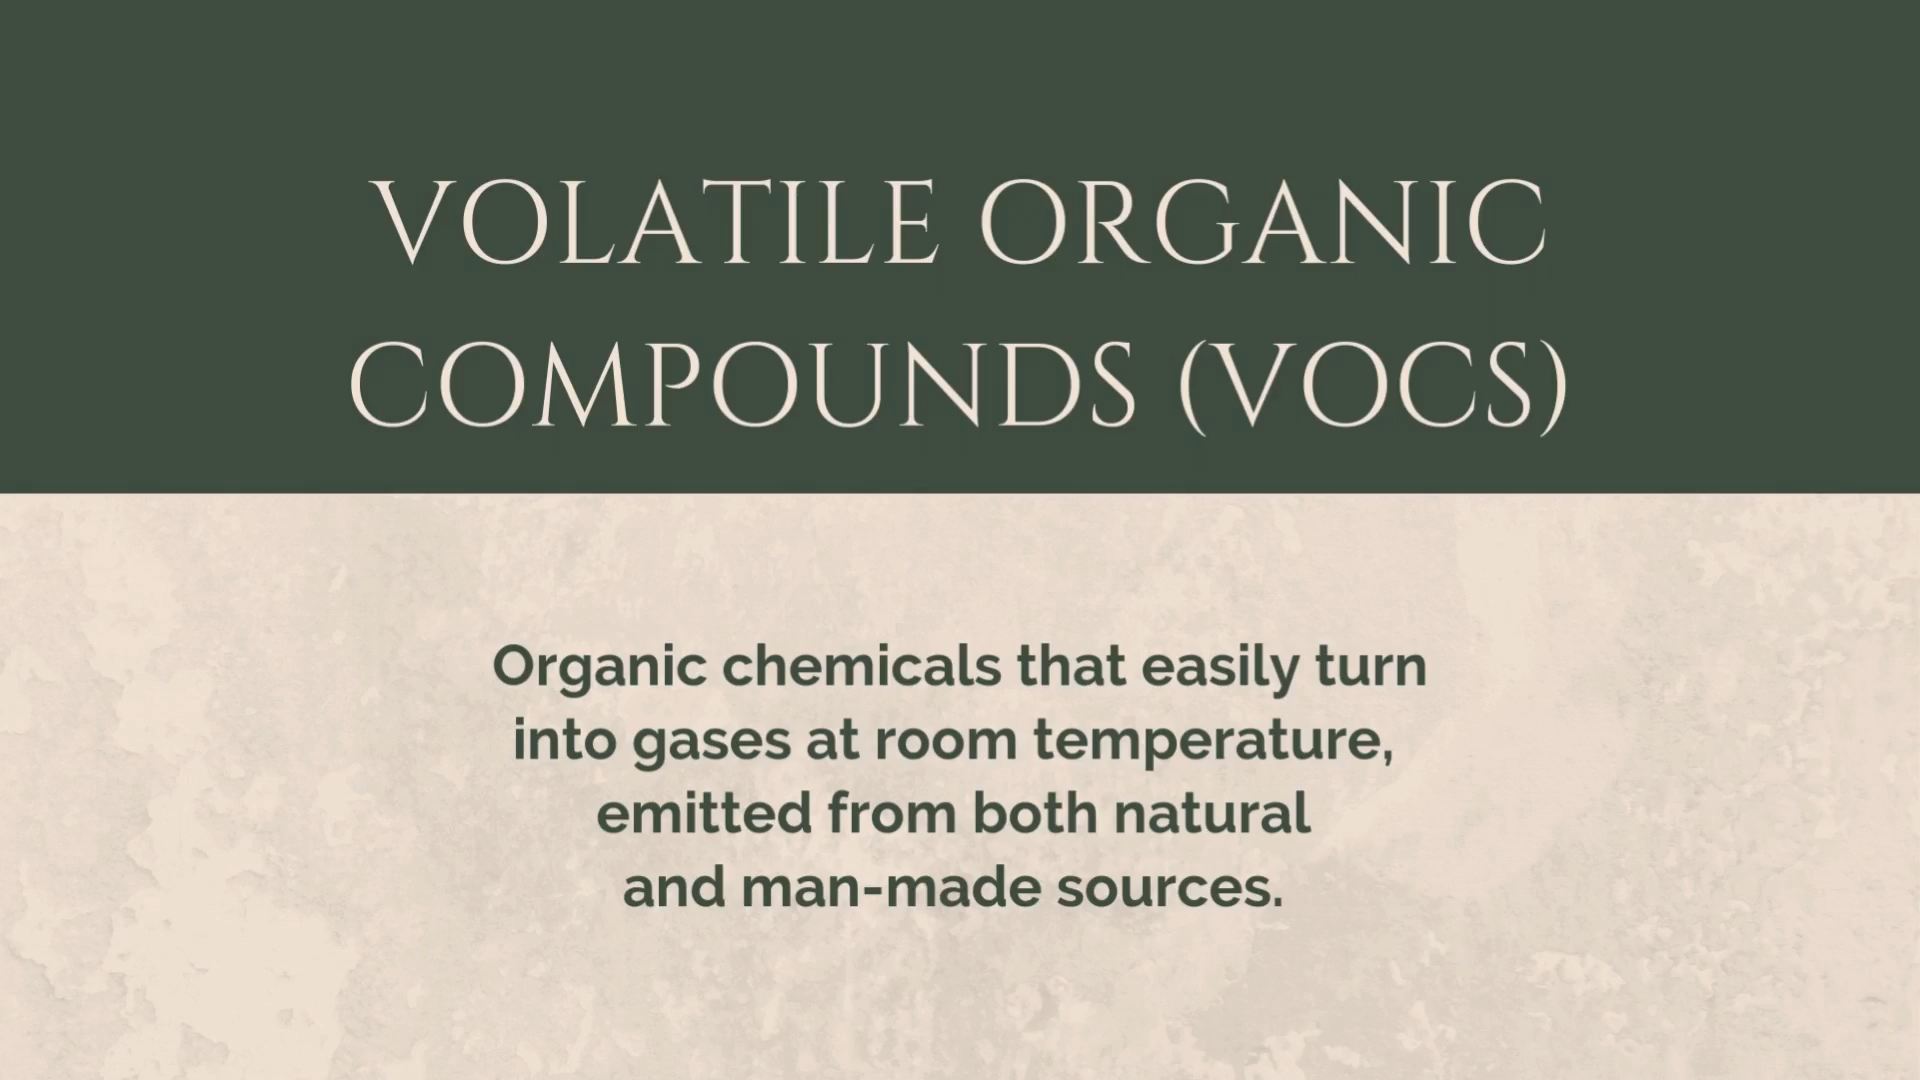 VOLATILE ORGANIC
COMPOUNDS (VOCS)
Organic chemicals that easily turn
into gases at room temperature,
emitted from both natural
and man-made sources.